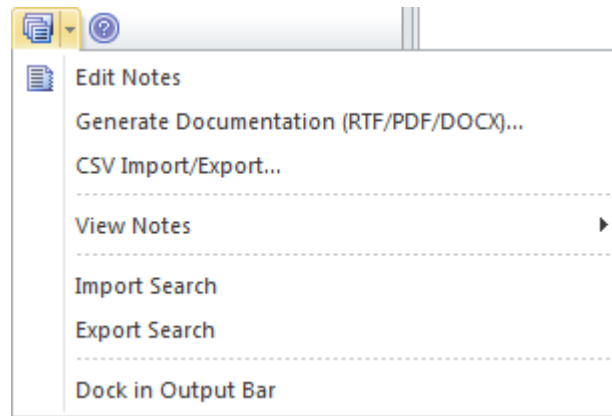 Edit Notes
Generate Documentation (RTF/PDF/DOCX)...
CSV Import/Export...
View Notes
Import Search
Export Search
Dock in Output Bar